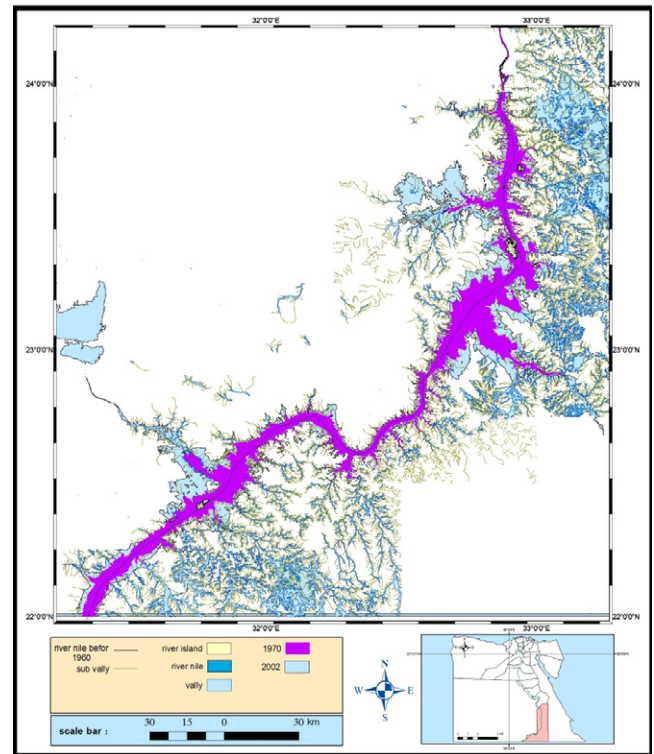 32°0'0"E 33°0'0"E
24°0'0"N 24°0'0"N
23°0'0"N 23°0'0"N
22°0'0"N 22°0'0"N
32°0'0"E 33°0'0"E
river nile befor
1960
sub vally
river island
river nile
vally
1970
2002
N
W E
S
scale bar :
30 15 0 30 km